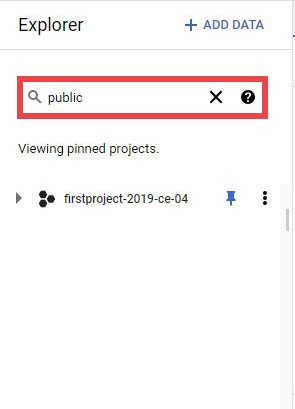 Explorer
+ ADD DATA
public
Viewing pinned projects.
firstproject-2019-ce-04